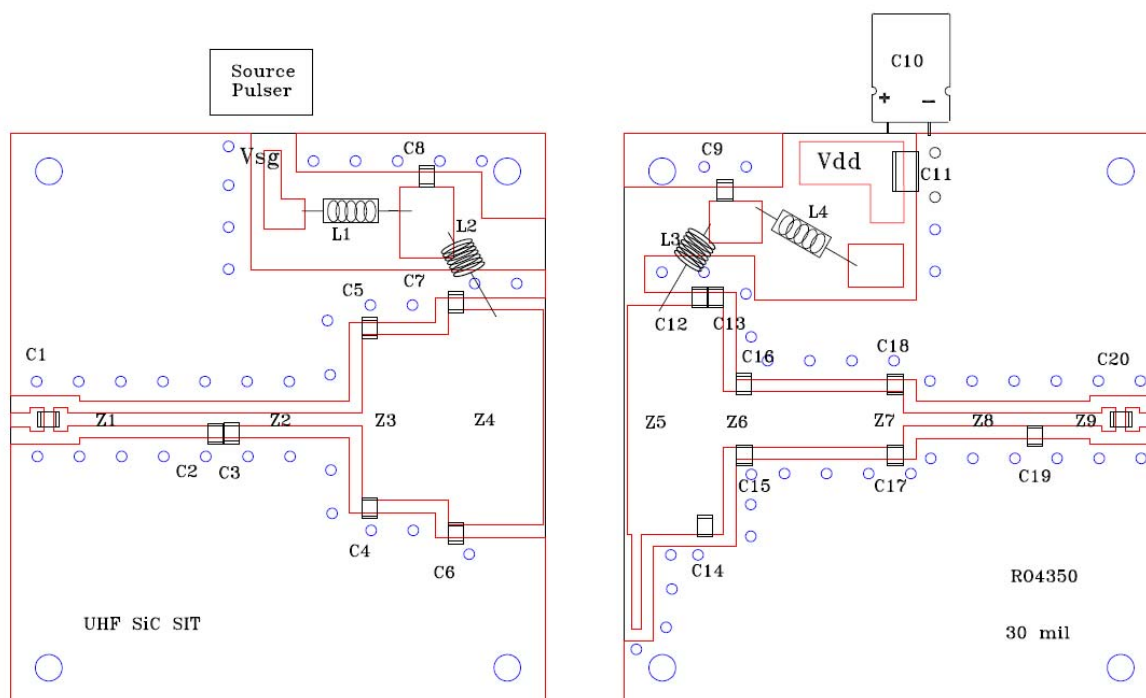 Source
Pulser
C10
+ −
Vsg
C8
C9
Vdd
C11
L1
L2
L3
L4
C5
C7
C12
C13
C1
C16
C18
C20
Z1
Z2
Z3
Z4
Z5
Z6
Z7
Z8
Z9
C2
C3
C15
C17
C19
C4
C6
C14
RO4350
UHF SiC SIT
30 mil